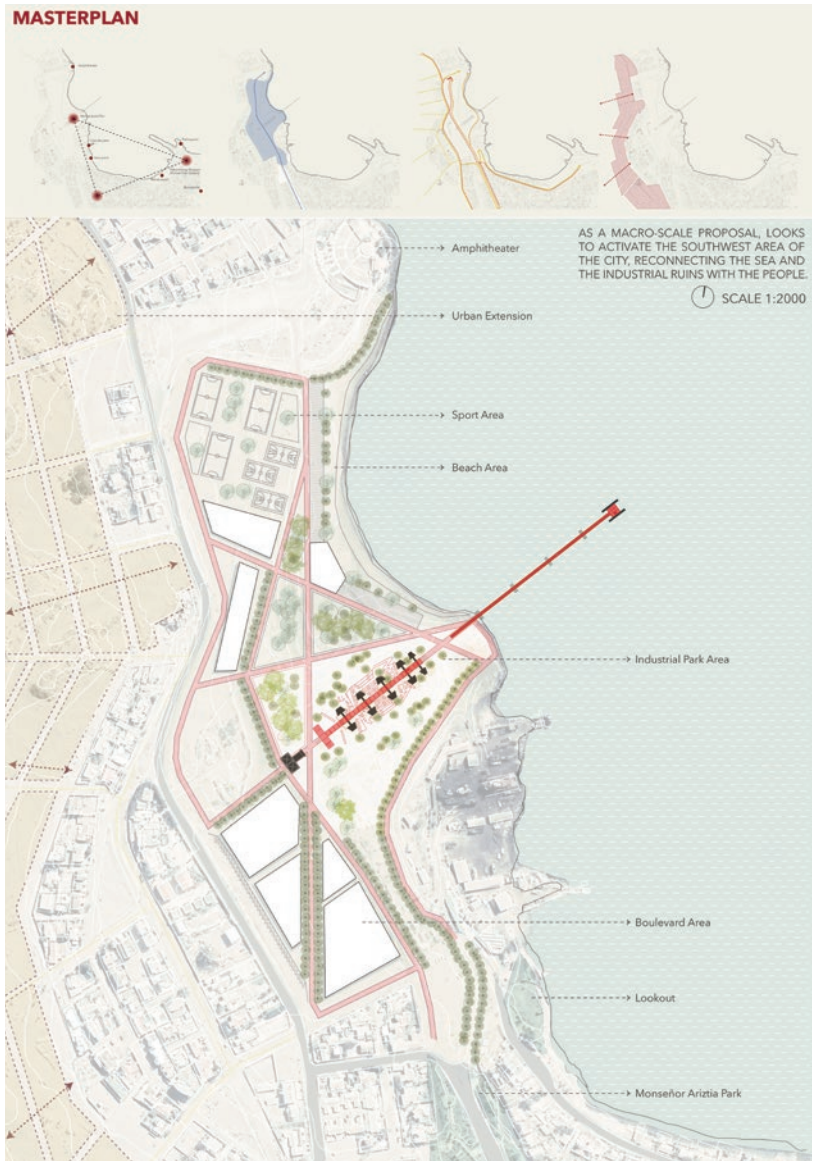 MASTERPLAN
AS A MACRO-SCALE PROPOSAL, LOOKS
TO ACTIVATE THE SOUTHWEST AREA OF
THE CITY, RECONNECTING THE SEA AND
THE INDUSTRIAL RUINS WITH THE PEOPLE.
SCALE 1:2000
Amphitheater
Urban Extension
Sport Area
Beach Area
Industrial Park Area
Boulevard Area
Lookout
Monseñor Ariztia Park